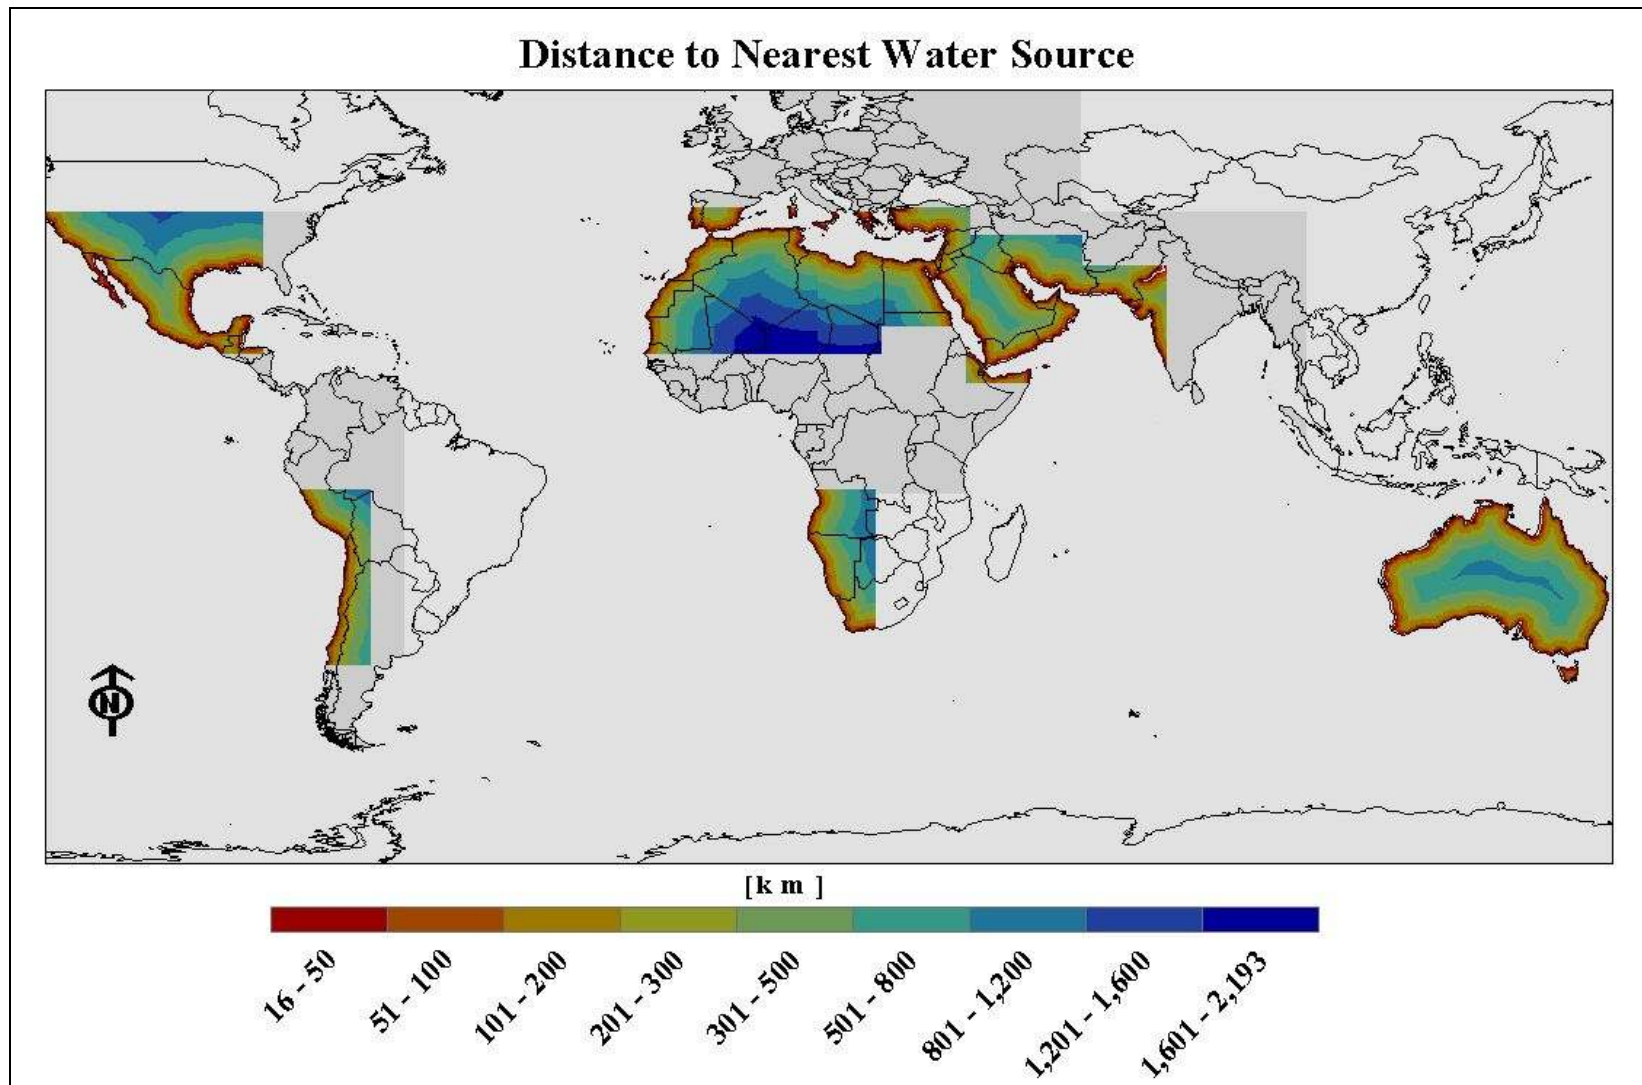 Distance to Nearest Water Source
N
[k m ]
16 - 50
51 - 100
101 - 200
201 - 300
301 - 500
501 - 800
801 - 1,200
1,201 - 1,600
1,601 - 2,193